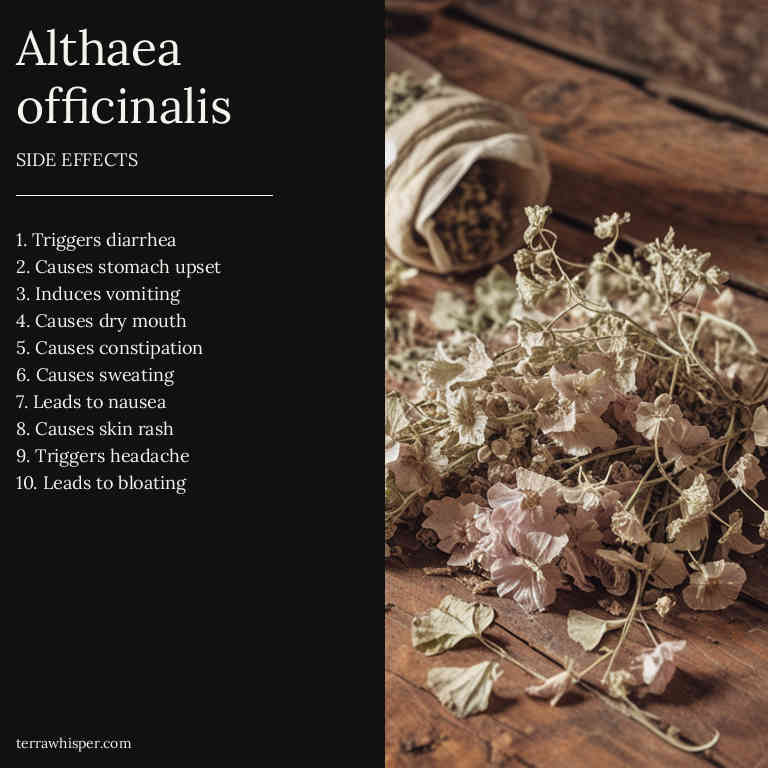 Althaea
officinalis
SIDE EFFECTS
1. Triggers diarrhea
2. Causes stomach upset
3. Induces vomiting
4. Causes dry mouth
5. Causes constipation
6. Causes sweating
7. Leads to nausea
8. Causes skin rash
9. Triggers headache
10. Leads to bloating
terrawhisper.com